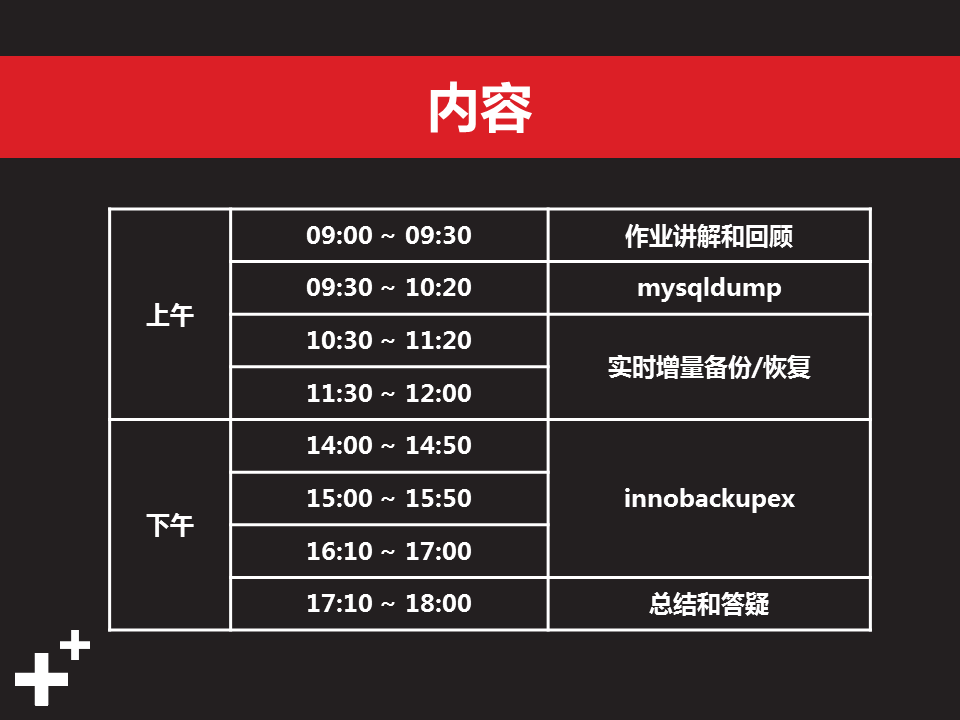 内容
上午
09:00 ~ 09:30
作业讲解和回顾
09:30 ~ 10:20
mysqldump
10:30 ~ 11:20
实时增量备份/恢复
11:30 ~ 12:00
下午
14:00 ~ 14:50
innobackupex
15:00 ~ 15:50
16:10 ~ 17:00
17:10 ~ 18:00
总结和答疑